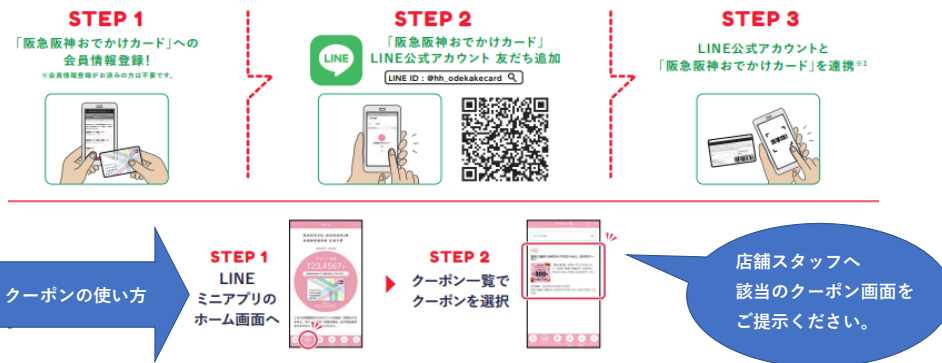 STEP 1
「阪急阪神おでかけカード」への
会員情報登録!
※会員情報登録がお済みの方は不要です。
STEP 2
LINE
「阪急阪神おでかけカード」
LINE公式アカウント 友だち追加
LINE ID : @hh_odekakecard
STEP 3
LINE公式アカウントと
「阪急阪神おでかけカード」を連携※1
クーポンの使い方
STEP 1
LINE
ミニアプリの
ホーム画面へ
123,4567
STEP 2
クーポン一覧で
クーポンを選択
店舗スタッフへ
該当のクーポン画面を
ご提示ください。